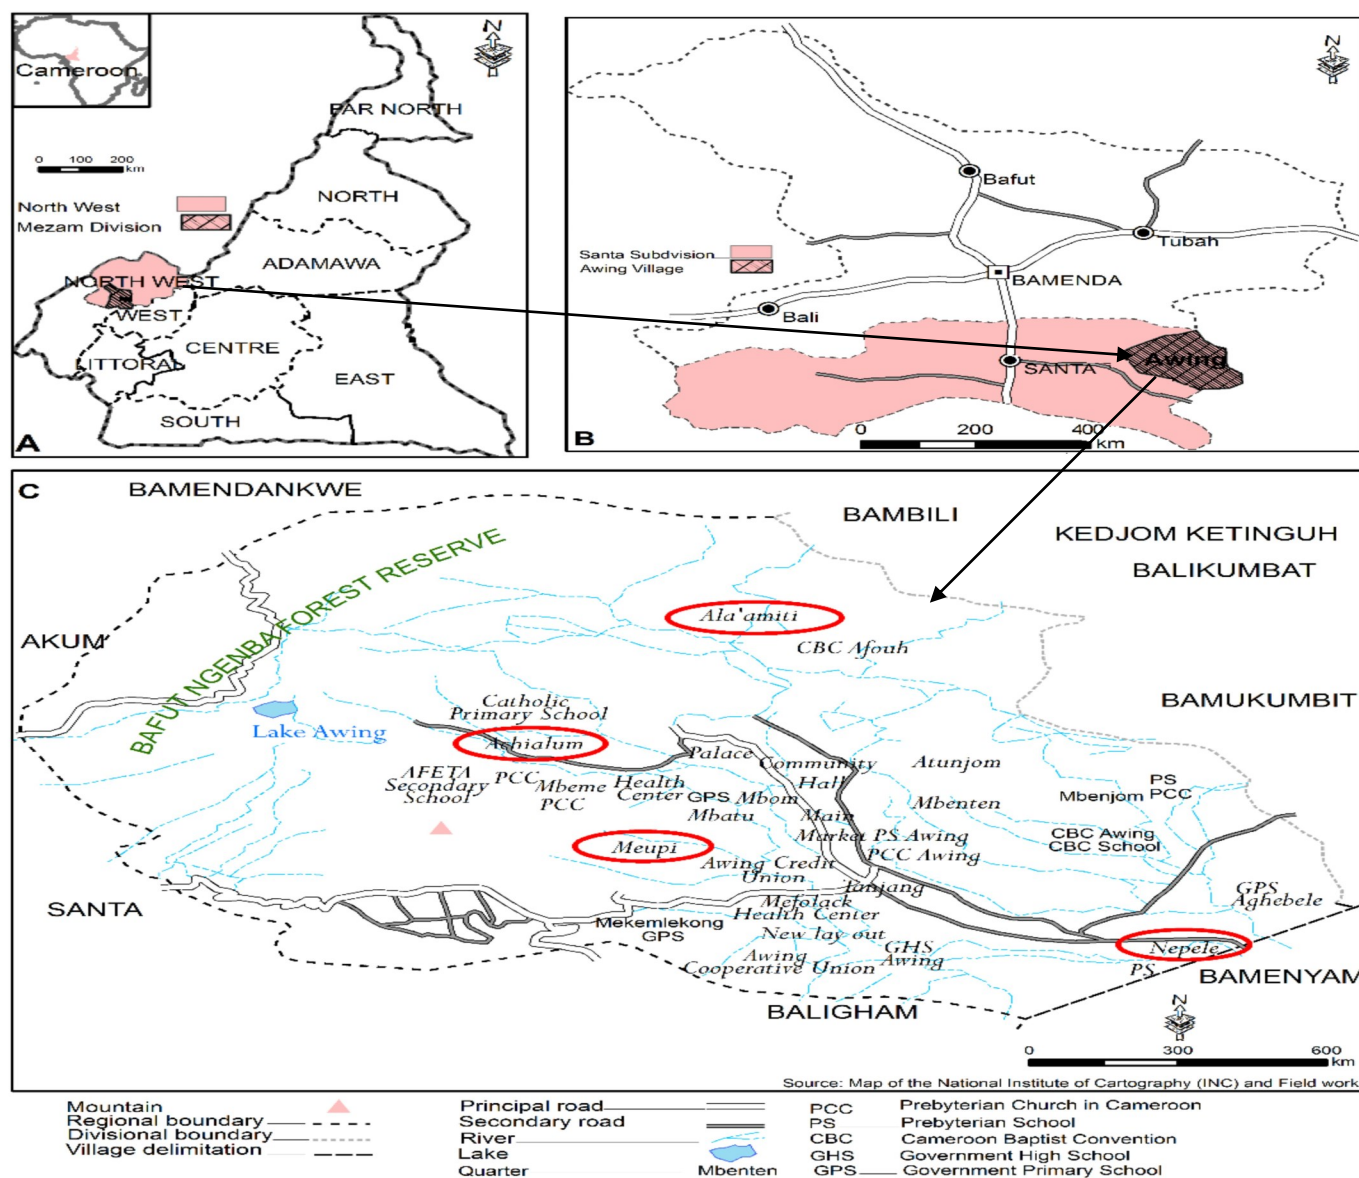 N
Cameroon
FAR NORTH
0 100 200
km
NORTH
North West
Mezam Division
ADAMAWA
NORTH WEST
WEST
CENTRE
LITTORAL
EAST
SOUTH
A
N
Bafut
Tubah
Santa Subdivision
Awing Village
BAMENDA
Bali
Awing
SANTA
B
0 200 400
km
C
BAMENDANKWE
BAMBILI
KEDJOM KETINGUH
BALIKUMBAT
BAFUT NGENBA FOREST RESERVE
AKUM
Ala'amiti
CBC Afouh
BAMUKUMBIT
Catholic
Primary School
Lake Awing
Achialum
Palace
Community
Hall
Atunjom
AFETA
Secondary
School
PCC
Mbeme
PCC
Health
Center
GPS
Mbatu
Mbom
Main
Market
Mbenten
PS
PCC
Mbenjom
PS Awing
PCC Awing
CBC Awing
CBC School
Meupi
Awing Credit
Union
Tanjang
GPS
Aghebele
SANTA
Mefolack
Health Center
Mekemlekong
GPS
New lay out
GHS
Awing
Awing
Cooperative Union
Nepele
PS
BAMENYAM
BALIGHAM
N
0 300 600
km
Source: Map of the National Institute of Cartography (INC) and Field work
Mountain
Regional boundary
Divisional boundary
Village delimitation
Principal road
Secondary road
River
Lake
Quarter Mbenten
PCC Prebyterian Church in Cameroon
PS Prebyterian School
CBC Cameroon Baptist Convention
GHS Government High School
GPS Government Primary School